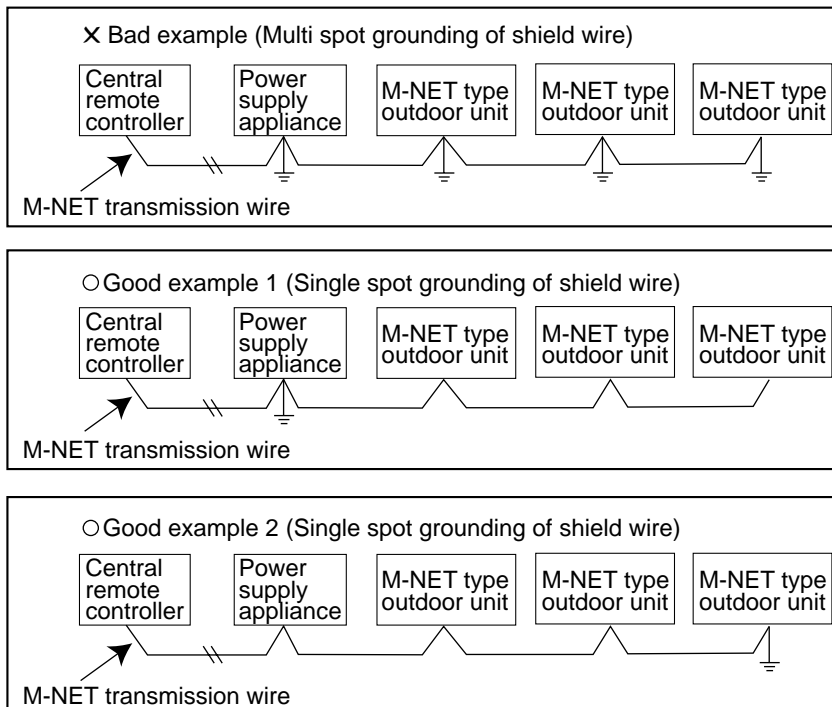 ✕ Bad example (Multi spot grounding of shield wire)
Central
remote
controller
Power
supply
appliance
M-NET type
outdoor unit
M-NET type
outdoor unit
M-NET type
outdoor unit
M-NET transmission wire
○Good example 1 (Single spot grounding of shield wire)
Central
remote
controller
Power
supply
appliance
M-NET type
outdoor unit
M-NET type
outdoor unit
M-NET type
outdoor unit
M-NET transmission wire
○Good example 2 (Single spot grounding of shield wire)
Central
remote
controller
Power
supply
appliance
M-NET type
outdoor unit
M-NET type
outdoor unit
M-NET type
outdoor unit
M-NET transmission wire